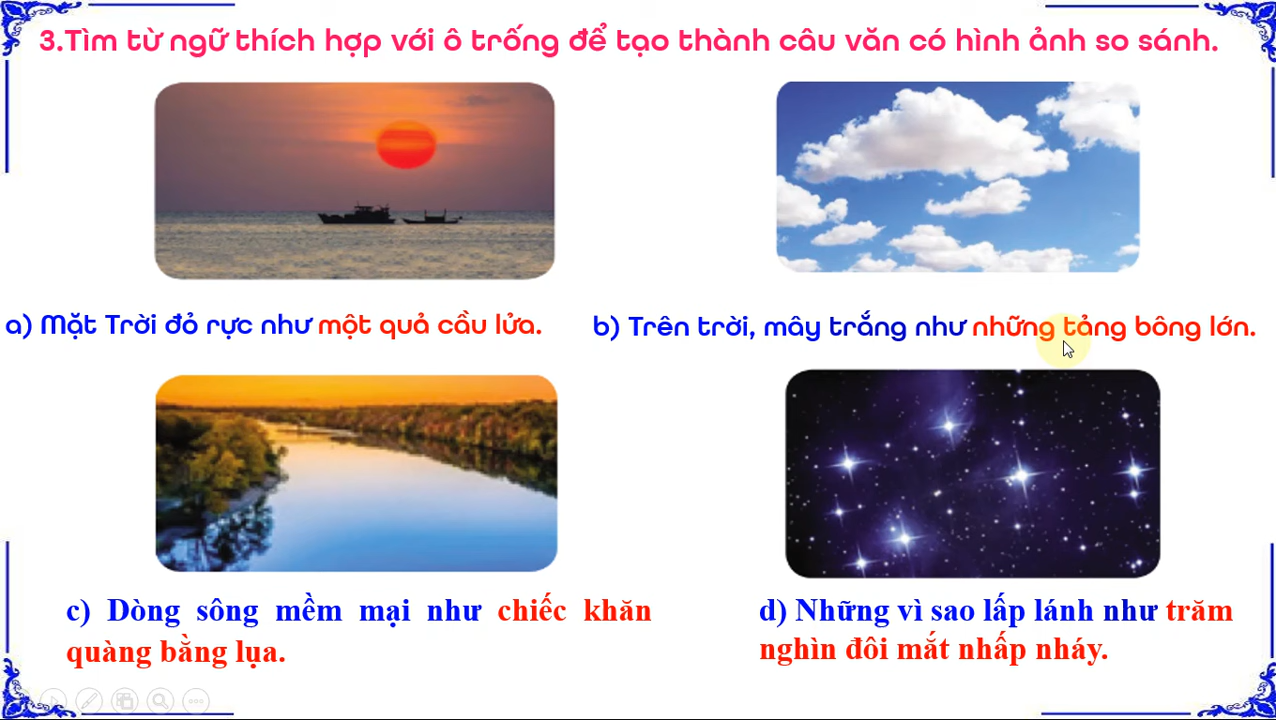 3.Tìm từ ngữ thích hợp với ô trống để tạo thành câu văn có hình ảnh so sánh.
a) Mặt Trời đỏ rực như một quả cầu lửa.
b) Trên trời, mây trắng như những tảng bông lớn.
c) Dòng sông mềm mại như chiếc khăn
quàng bằng lụa.
d) Những vì sao lấp lánh như trăm
nghìn đôi mắt nhấp nháy.